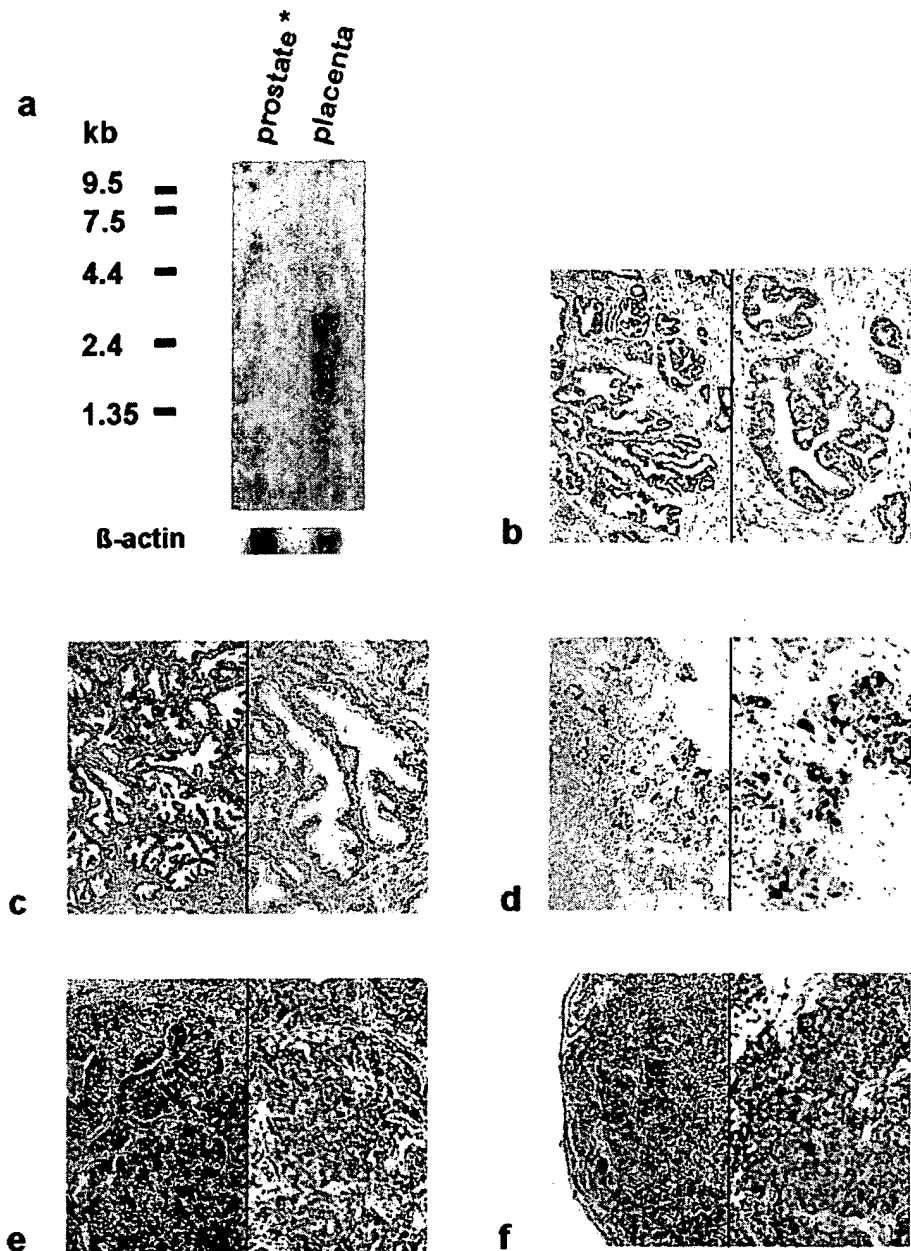 a
prostate *
placenta
kb
9.5
7.5
4.4
2.4
1.35
ß-actin
b
c
d
e
f